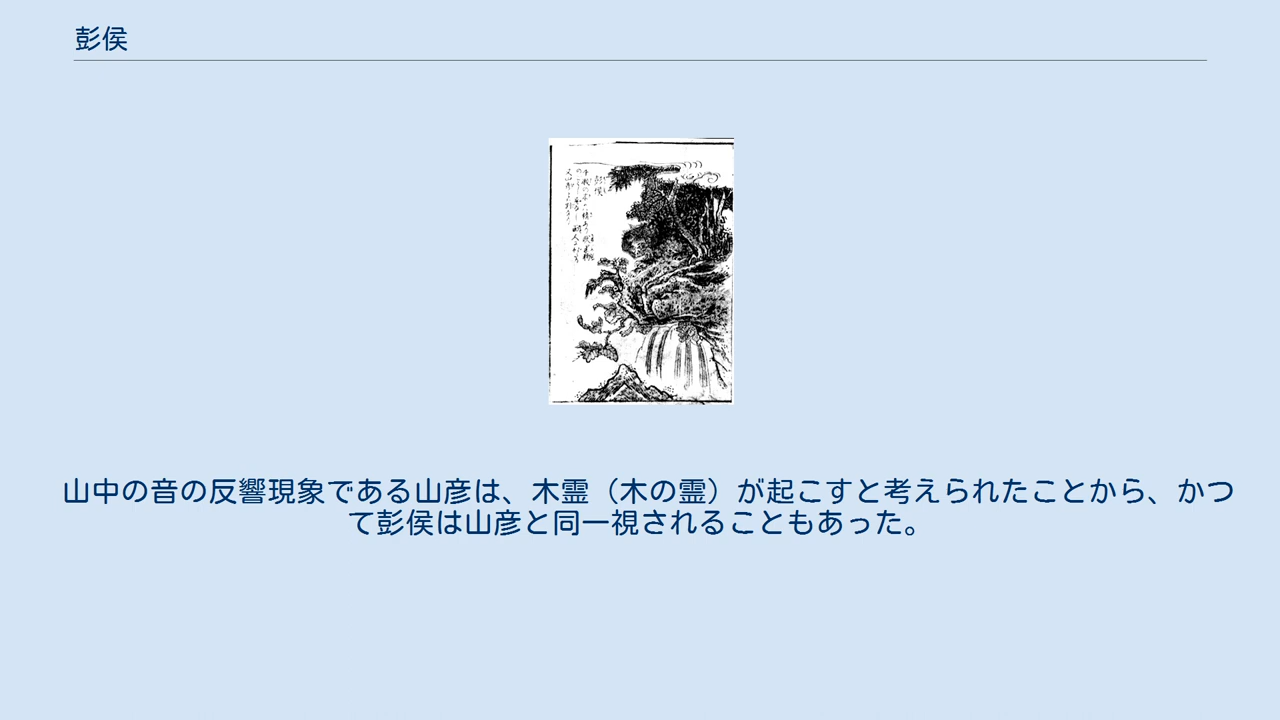 彭侯
彭侯
山中の音の反響現象である山彦は、木霊（木の霊）が起こすと考えられたことから、かつ
て彭侯は山彦と同一視されることもあった。